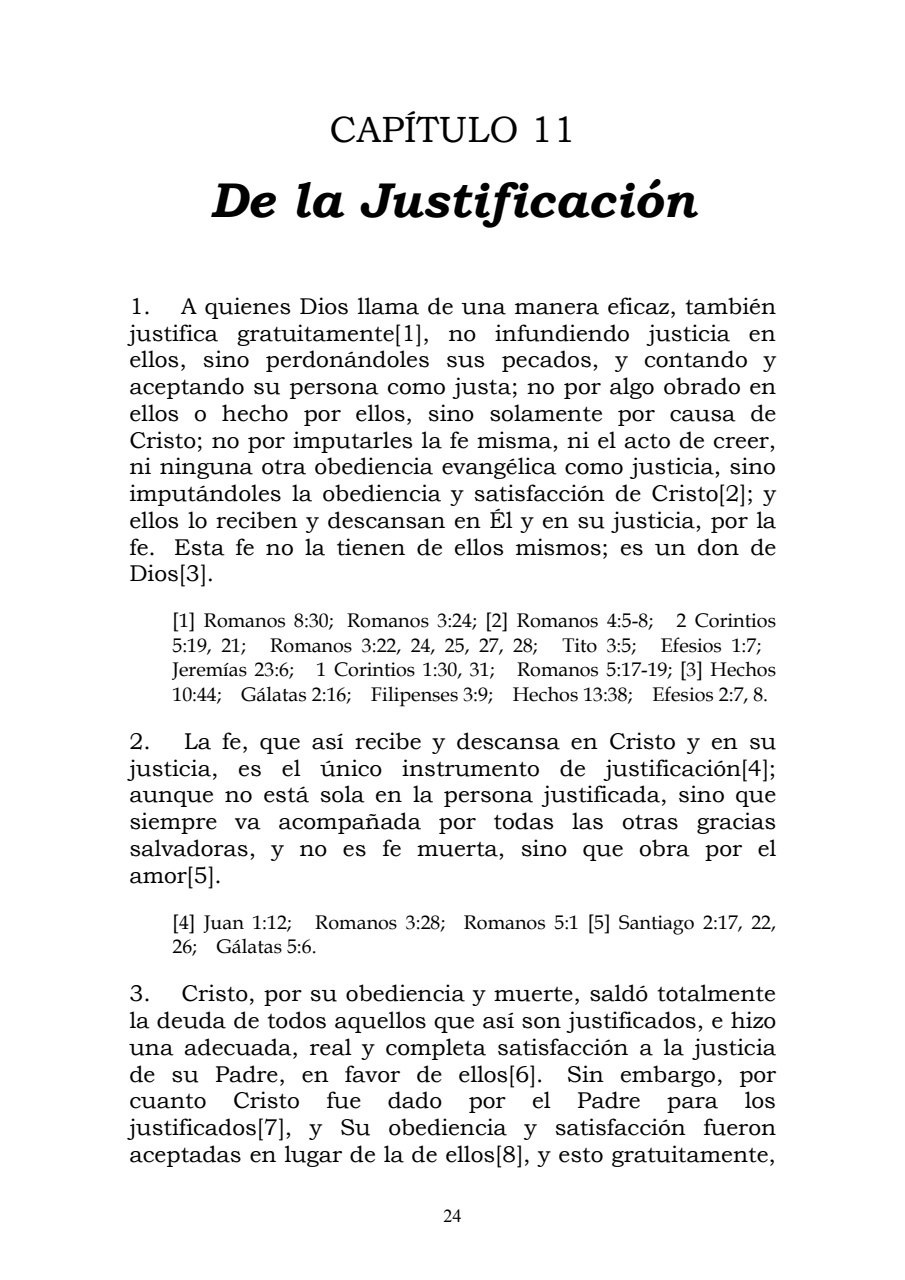 CAPÍTULO 11
De la Justificación
1. A quienes Dios llama de una manera eficaz, también
justifica gratuitamente[1], no infundiendo justicia en
ellos, sino perdonándoles sus pecados, y contando y
aceptando su persona como justa; no por algo obrado en
ellos o hecho por ellos, sino solamente por causa de
Cristo; no por imputarles la fe misma, ni el acto de creer,
ni ninguna otra obediencia evangélica como justicia, sino
imputándoles la obediencia y satisfacción de Cristo[2]; y
ellos lo reciben y descansan en Él y en su justicia, por la
fe. Esta fe no la tienen de ellos mismos; es un don de
Dios[3].
[1] Romanos 8:30; Romanos 3:24; [2] Romanos 4:5-8; 2 Corintios
5:19, 21; Romanos 3:22, 24, 25, 27, 28; Tito 3:5; Efesios 1:7;
Jeremías 23:6; 1 Corintios 1:30, 31; Romanos 5:17-19; [3] Hechos
10:44; Gálatas 2:16; Filipenses 3:9; Hechos 13:38; Efesios 2:7, 8.
2. La fe, que así recibe y descansa en Cristo y en su
justicia, es el único instrumento de justificación[4];
aunque no está sola en la persona justificada, sino que
siempre va acompañada por todas las otras gracias
salvadoras, y no es fe muerta, sino que obra por el
amor[5].
[4] Juan 1:12; Romanos 3:28; Romanos 5:1 [5] Santiago 2:17, 22,
26; Gálatas 5:6.
3. Cristo, por su obediencia y muerte, saldó totalmente
la deuda de todos aquellos que así son justificados, e hizo
una adecuada, real y completa satisfacción a la justicia
de su Padre, en favor de ellos[6]. Sin embargo, por
cuanto Cristo fue dado por el Padre para los
justificados[7], y Su obediencia y satisfacción fueron
aceptadas en lugar de la de ellos[8], y esto gratuitamente,
24